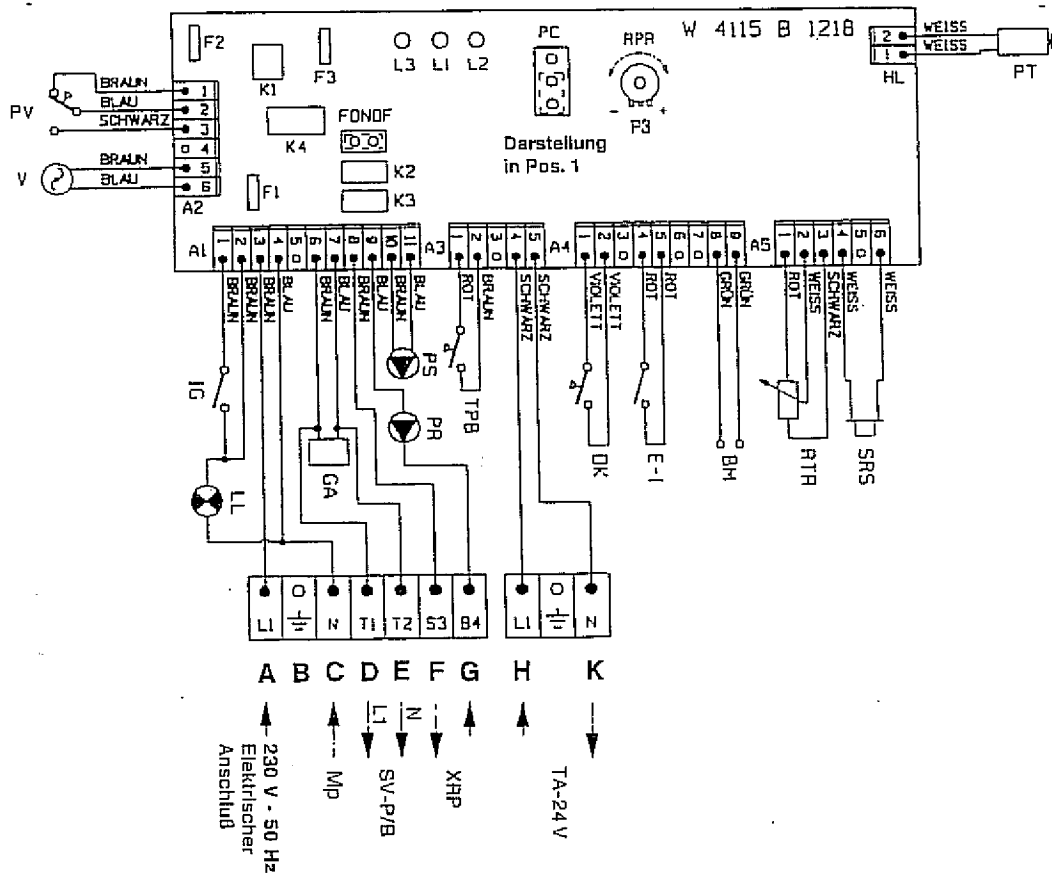 W 4115 B 1218
F2
F3
K1
K4
L3 L1 L2
PC
RPR
- +
P3
FONOF
K2
K3
F1
Darstellung
in Pos. 1
2 WEISS
1 WEISS
HL
PT
PV
BRAUN 1
BLAU 2
SCHWARZ 3
4
V
BRAUN 5
BLAU 6
A2
A1 1 2 3 4 5 6 7 8 9 10 11
A3 1 2 3 4 5
A4 1 2 3 4 5 6 7 8 9
A5 1 2 3 4 5 6
BRAUN BRAUN BRAUN BLAU BRAUN BLAU BRAUN BLAU BRAUN BLAU
ROT BRAUN SCHWARZ SCHWARZ
VIOLETT VIOLETT ROT ROT GRÜN GRÜN
ROT WEISS SCHWARZ WEISS WEISS
IG
LL
GA
PS
PR
TPB
OK
E-I
BM
RTR
SRS
L1 N T1 T2 S3 B4
L1 N
A B C D E F G H K
L1 N
230 V - 50 Hz
Elektrischer
Anschluß
Mp
SV-P/B
XRP
TA-24V